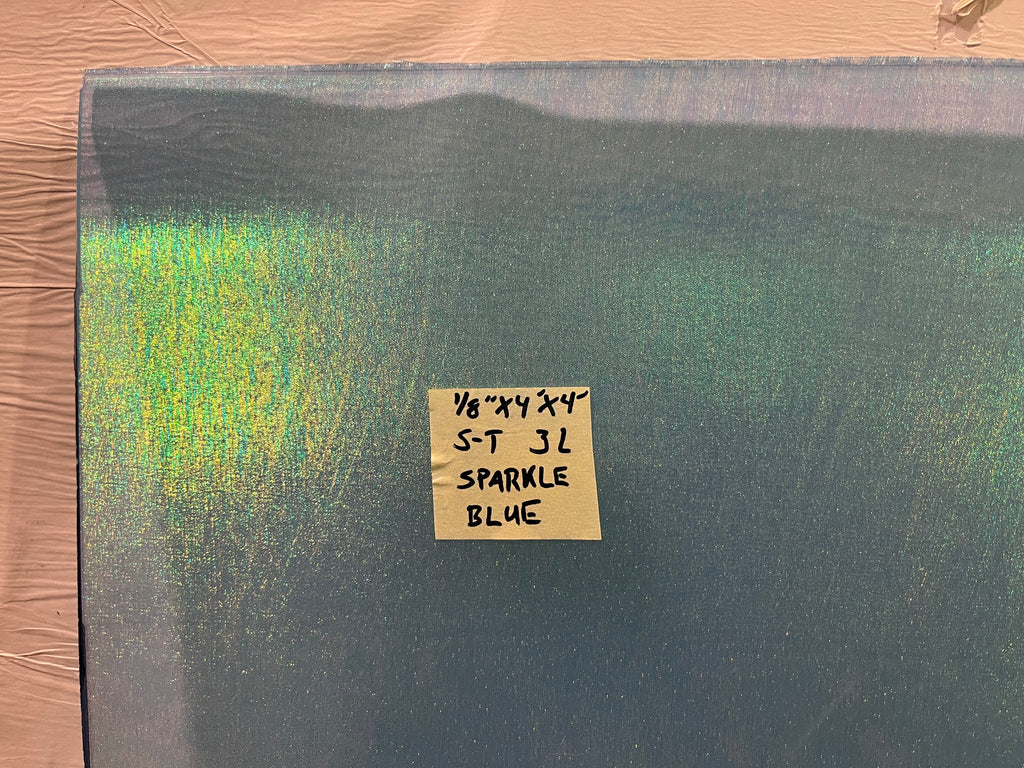 1/8"X4'X4'
S-T 3L
SPARKLE
BLUE